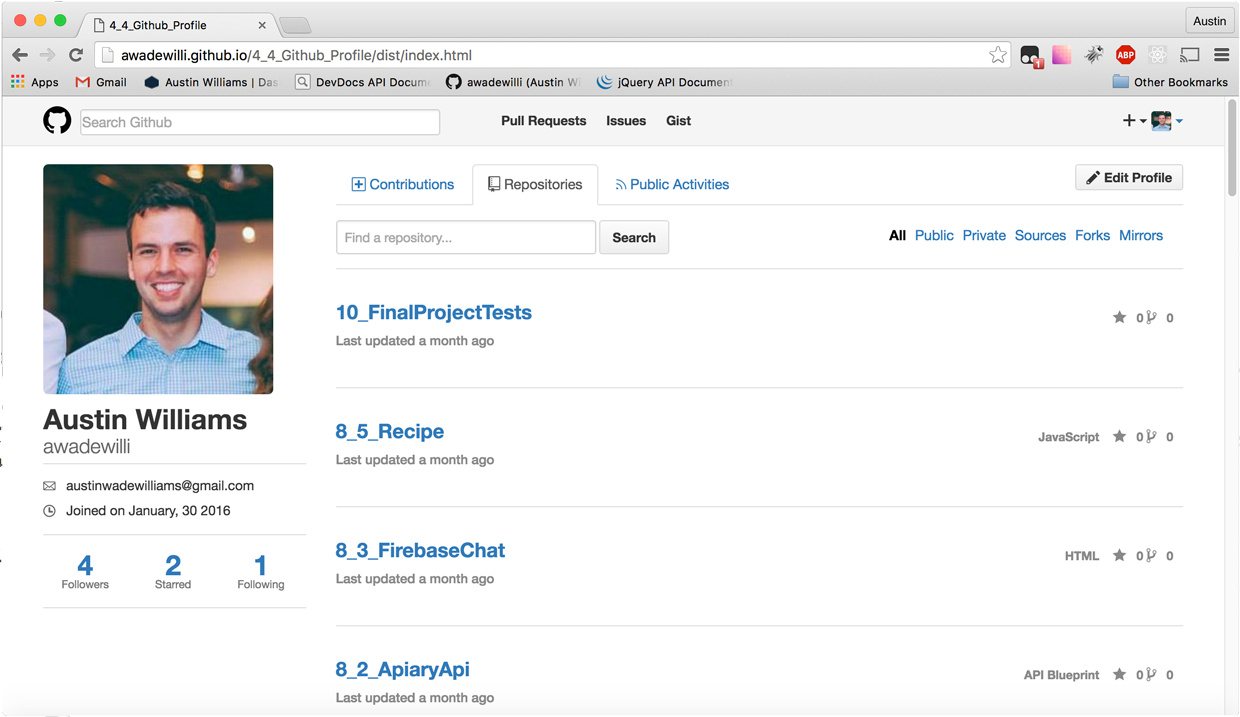 4_4_Github_Profile
Austin
awadewilli.github.io/4_4_Github_Profile/dist/index.html
ABP
1
Apps Gmail Austin Williams | Das DevDocs API Docum awadewilli (Austin Wi jQuery API Document Other Bookmarks
Search Github Pull Requests Issues Gist
Contributions Repositories Public Activities Edit Profile
Find a repository... Search All Public Private Sources Forks Mirrors
Austin Williams
awadewilli
austinwadewilliams@gmail.com
Joined on January, 30 2016
4 2 1
Followers Starred Following
10_FinalProjectTests
0 0
Last updated a month ago
8_5_Recipe
JavaScript 0 0
Last updated a month ago
8_3_FirebaseChat
HTML 0 0
Last updated a month ago
8_2_ApiaryApi
API Blueprint 0 0
Last updated a month ago